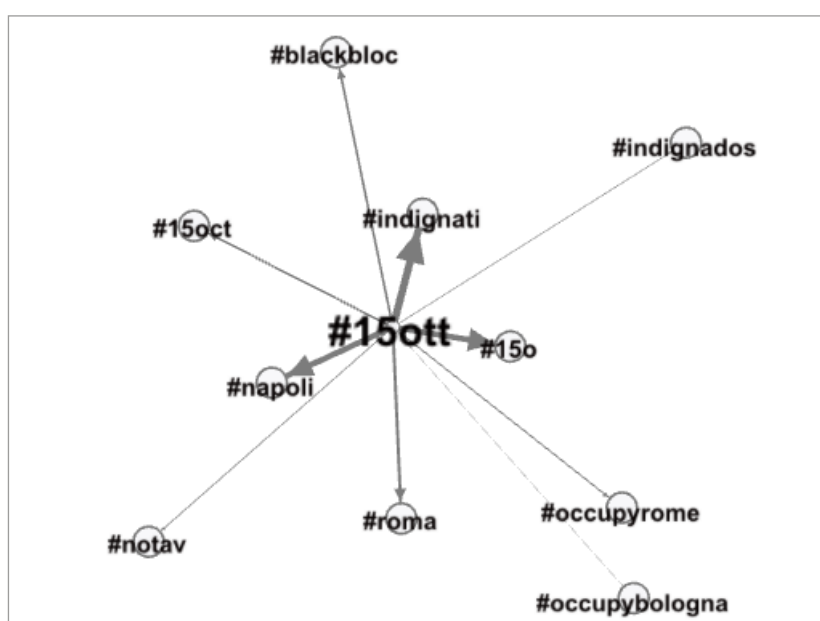 #blackbloc
#indignados
#indignati
#15oct
#15ott
#15o
#napoli
#occupyrome
#roma
#notav
#occupybologna